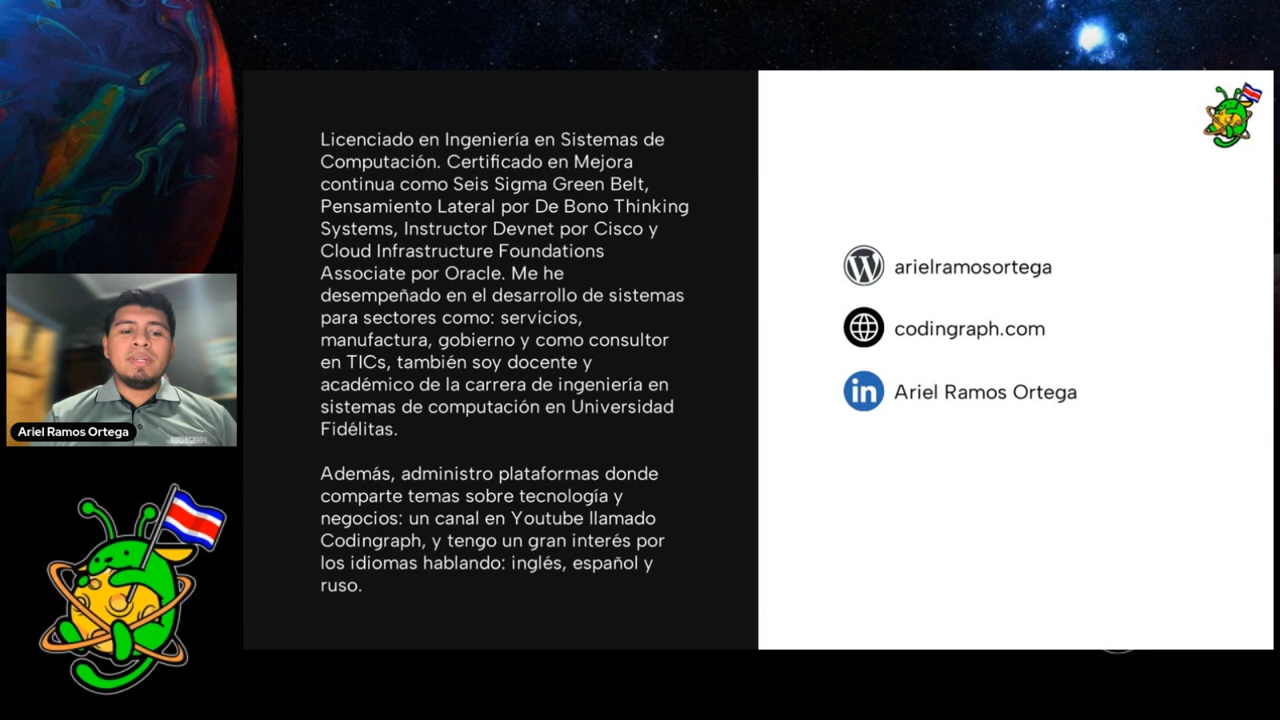 Licenciado en Ingeniería en Sistemas de
Computación. Certificado en Mejora
continua como Seis Sigma Green Belt,
Pensamiento Lateral por De Bono Thinking
Systems, Instructor Devnet por Cisco y
Cloud Infrastructure Foundations
Associate por Oracle. Me he
desempeñado en el desarrollo de sistemas
para sectores como: servicios,
manufactura, gobierno y como consultor
en TICs, también soy docente y
académico de la carrera de ingeniería en
sistemas de computación en Universidad
Fidélitas.
Además, administro plataformas donde
comparte temas sobre tecnología y
negocios: un canal en Youtube llamado
Codingraph, y tengo un gran interés por
los idiomas hablando: inglés, español y
ruso.
arielramosortega
codingraph.com
in Ariel Ramos Ortega
Ariel Ramos Ortega